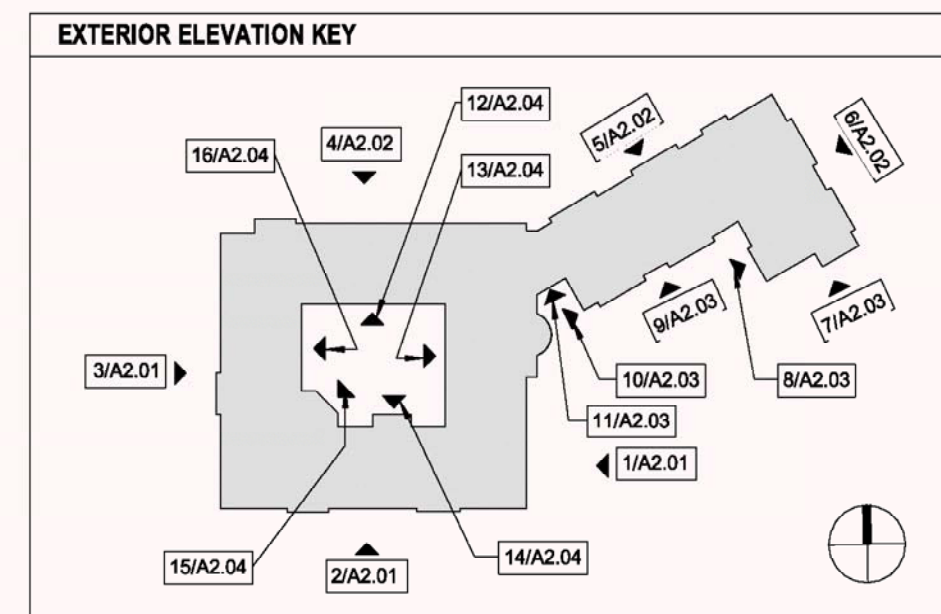 EXTERIOR ELEVATION KEY
12/A2.04
4/A2.02
5/A2.02
6/A2.02
16/A2.04
13/A2.04
3/A2.01
9/A2.03
7/A2.03
10/A2.03
8/A2.03
11/A2.03
1/A2.01
15/A2.04
2/A2.01
14/A2.04